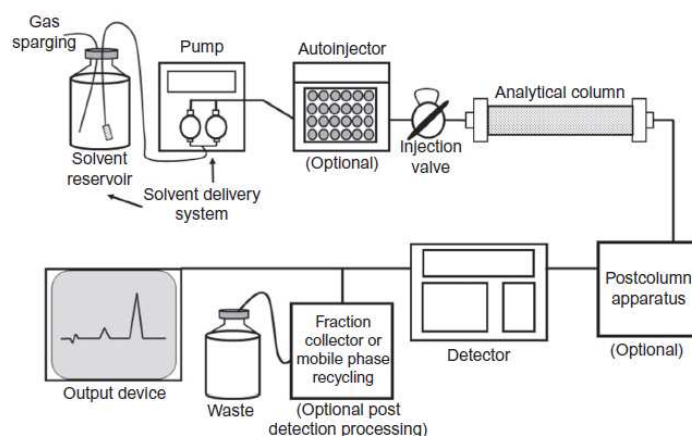 Gas
sparging
Pump
Autoinjector
Analytical column
(Optional)
Injection
valve
Solvent
reservoir
Solvent delivery
system
Postcolumn
apparatus
(Optional)
Fraction
collector or
mobile phase
recycling
Detector
Output device
Waste
(Optional post
detection processing)